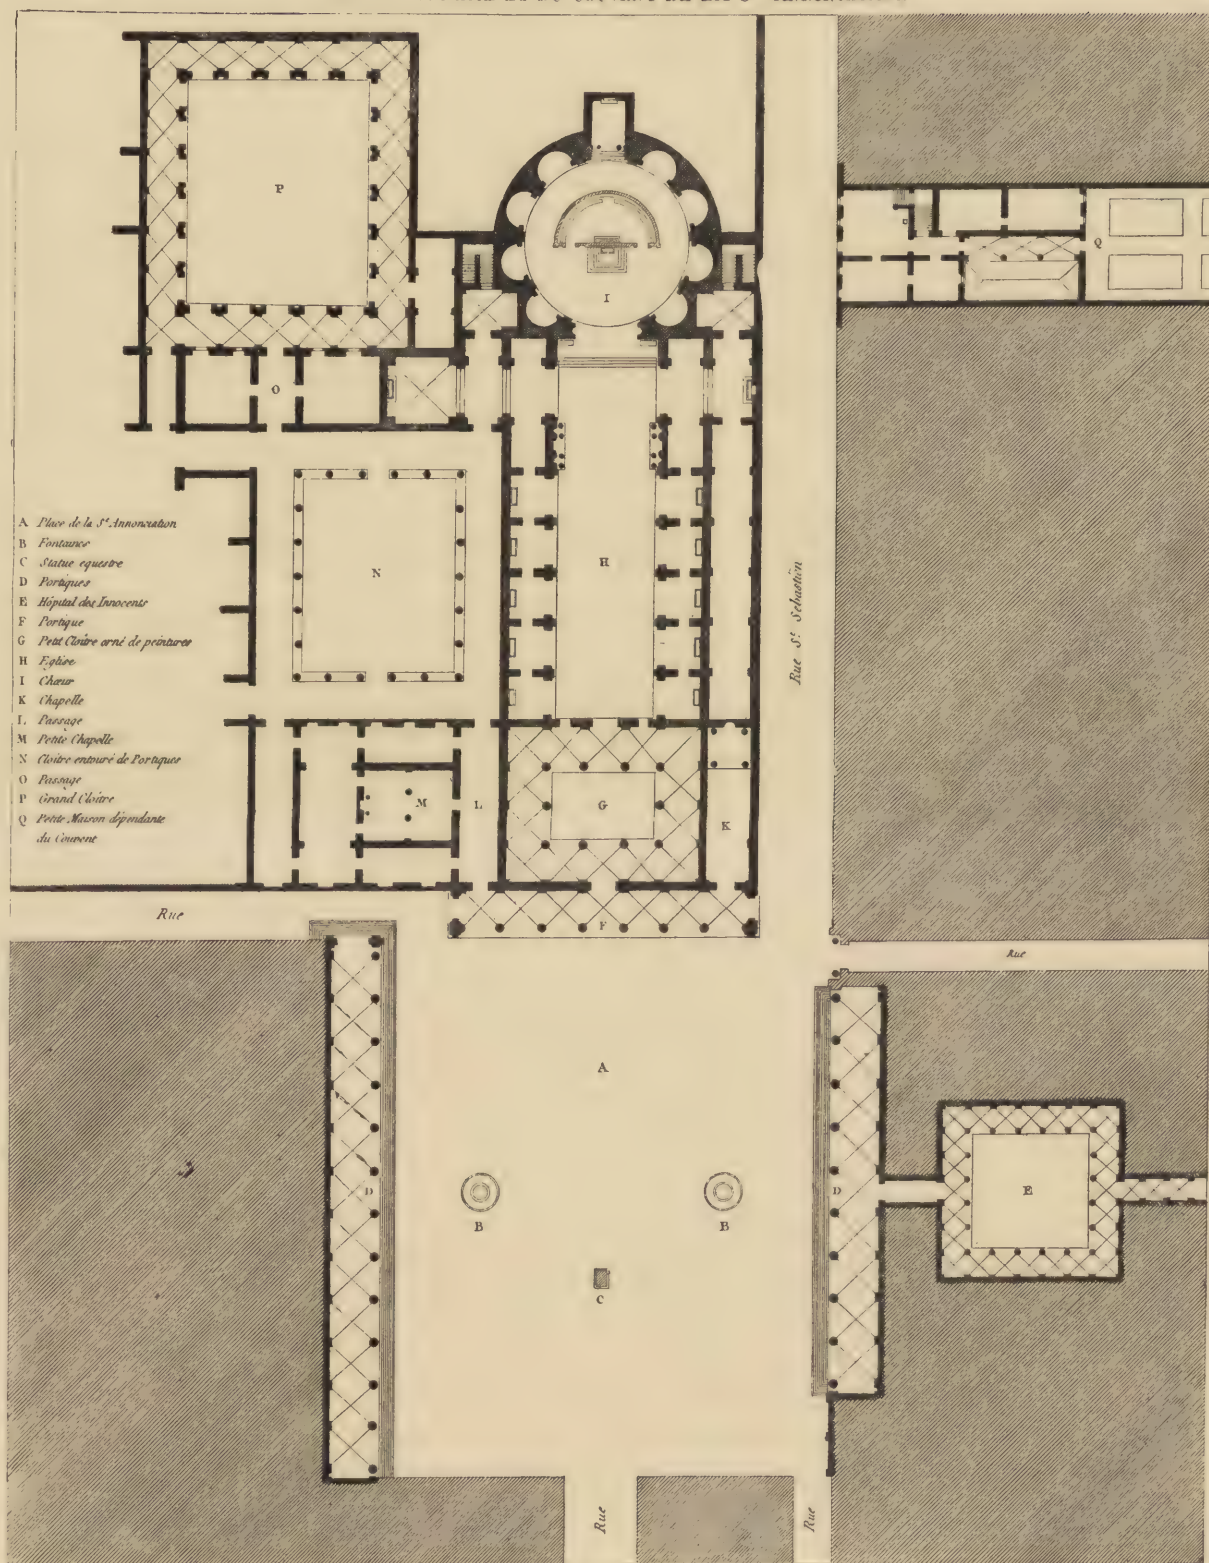 P
Q
I
O
A Place de la S.t Annonciation
B Fontaines
C Statue equestre
D Portiques
E Hôpital des Innocents
F Portique
G Petit Cloître orné de peintures
H Eglise
I Chœur
K Chapelle
L Passage
M Petite Chapelle
N Cloître entouré de Portiques
O Passage
P Grand Cloître
Q Petite Maison dépendante
du Couvent
N
H
Rue S.t Sebastien
M
L
G
K
Rue
F
Rue
A
D
B
B
D
E
C
Rue
Rue